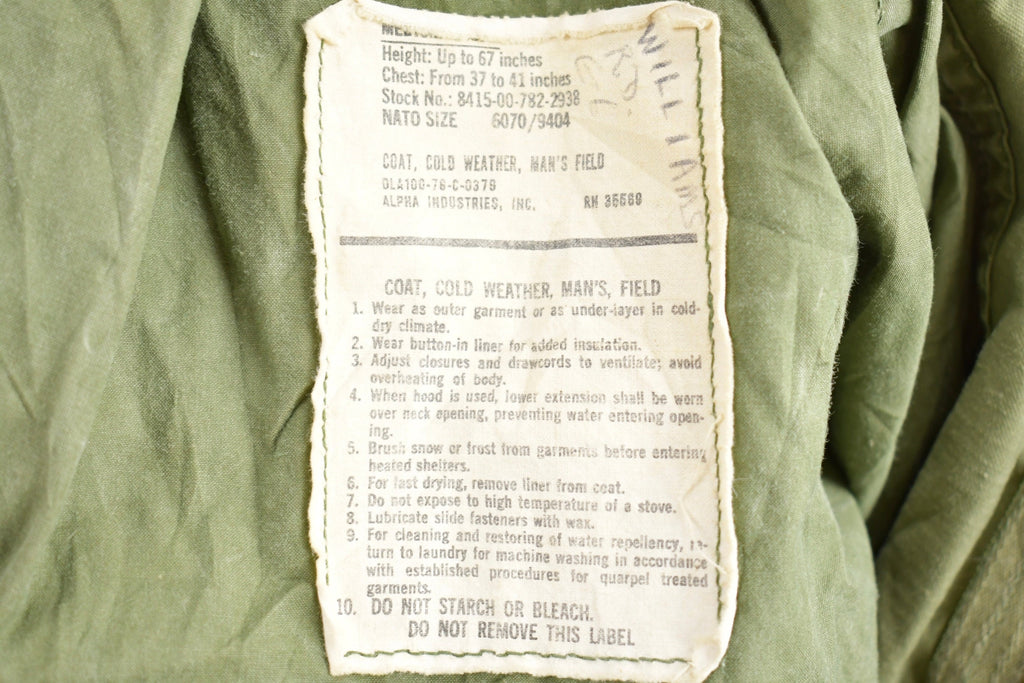 Height: Up to 67 inches
Chest: From 37 to 41 inches
Stock No.: 8415-00-782-2938
NATO SIZE 6070/9404
WILLIAMS
COAT, COLD WEATHER, MAN'S FIELD
DLA100-76-C-0379
ALPHA INDUSTRIES, INC. RN 35560
COAT, COLD WEATHER, MAN'S, FIELD
1. Wear as outer garment or as under-layer in cold-
dry climate.
2. Wear button-in liner for added insulation.
3. Adjust closures and drawcords to ventilate; avoid
overheating of body.
4. When hood is used, lower extension shall be worn
over neck opening, preventing water entering open-
ing.
5. Brush snow or frost from garments before entering
heated shelters.
6. For fast drying, remove liner from coat.
7. Do not expose to high temperature of a stove.
8. Lubricate slide fasteners with wax.
9. For cleaning and restoring of water repellency, re-
turn to laundry for machine washing in accordance
with established procedures for quarpel treated
garments.
10. DO NOT STARCH OR BLEACH.
DO NOT REMOVE THIS LABEL